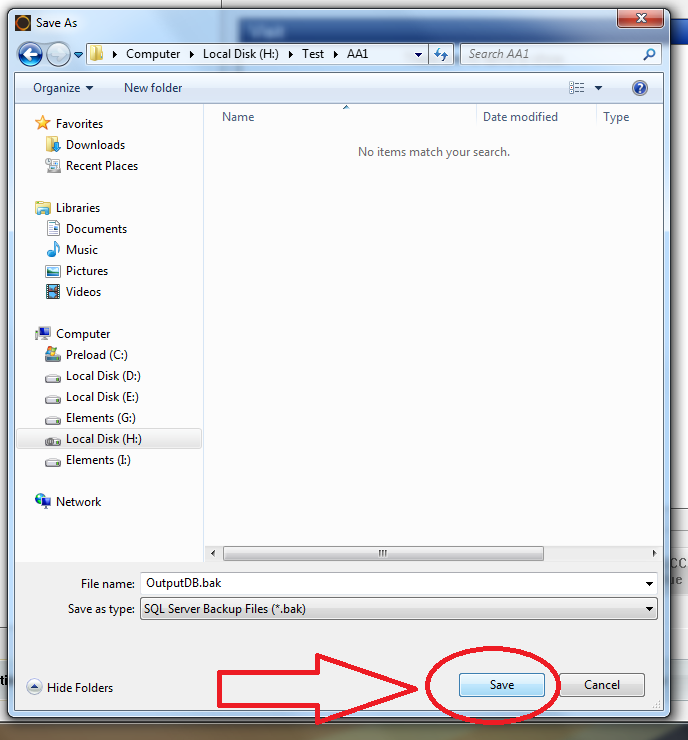 Save As
Visit
Computer Local Disk (H:) Test AA1
Search AA1
Organize New folder
Favorites
Downloads
Recent Places
Libraries
Documents
Music
Pictures
Videos
Computer
Preload (C:)
Local Disk (D:)
Local Disk (E:)
Elements (G:)
Local Disk (H:)
Elements (I:)
Network
Name Date modified Type
No items match your search.
File name: OutputDB.bak
Save as type: SQL Server Backup Files (*.bak)
Hide Folders
Save Cancel